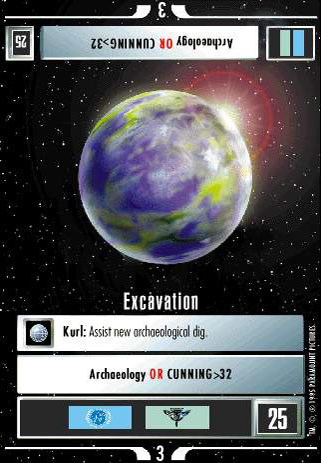 3
25
Archaeology OR CUNNING>32
Excavation
Kurl: Assist new archaeological dig.
Archaeology OR CUNNING>32
25
3
TM, ©, ® 1995 PARAMOUNT PICTURES.